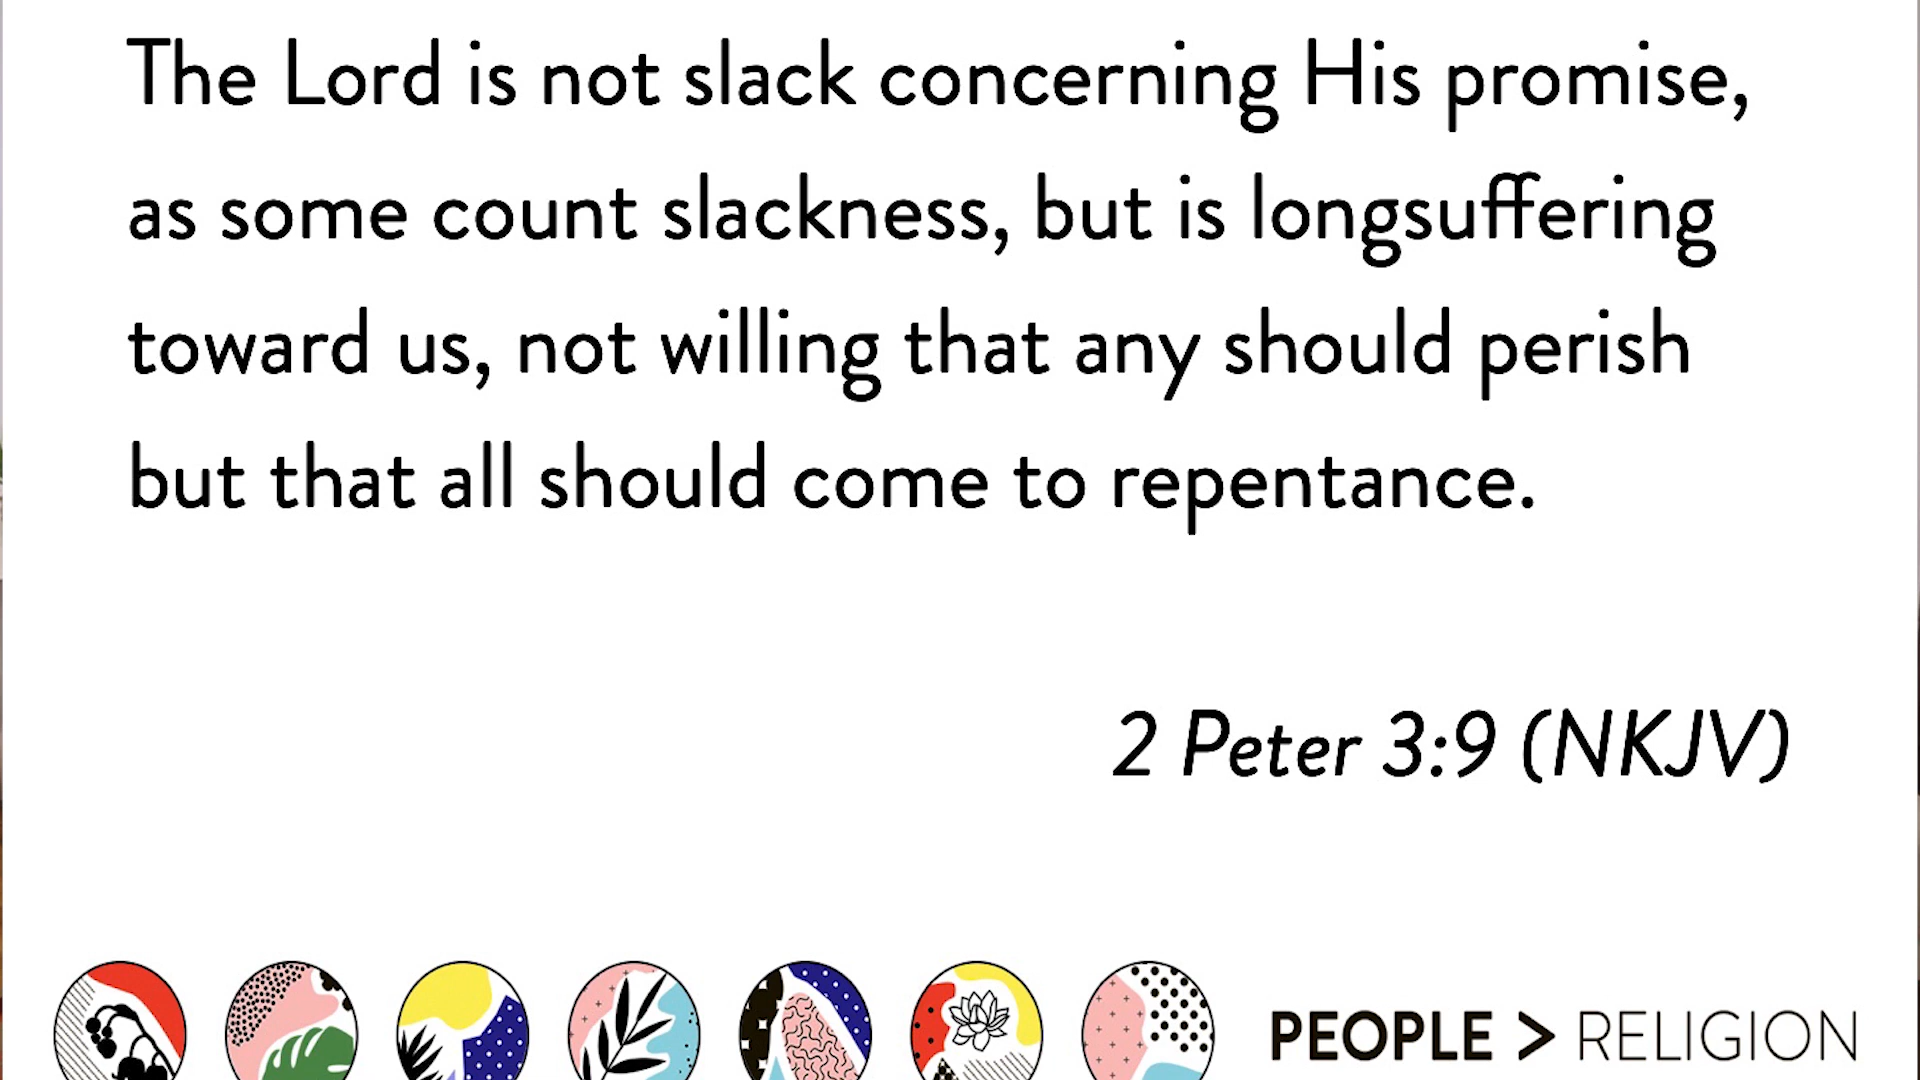 The Lord is not slack concerning His promise,
as some count slackness, but is longsuffering
toward us, not willing that any should perish
but that all should come to repentance.
2 Peter 3:9 (NKJV)
PEOPLE > RELIGION